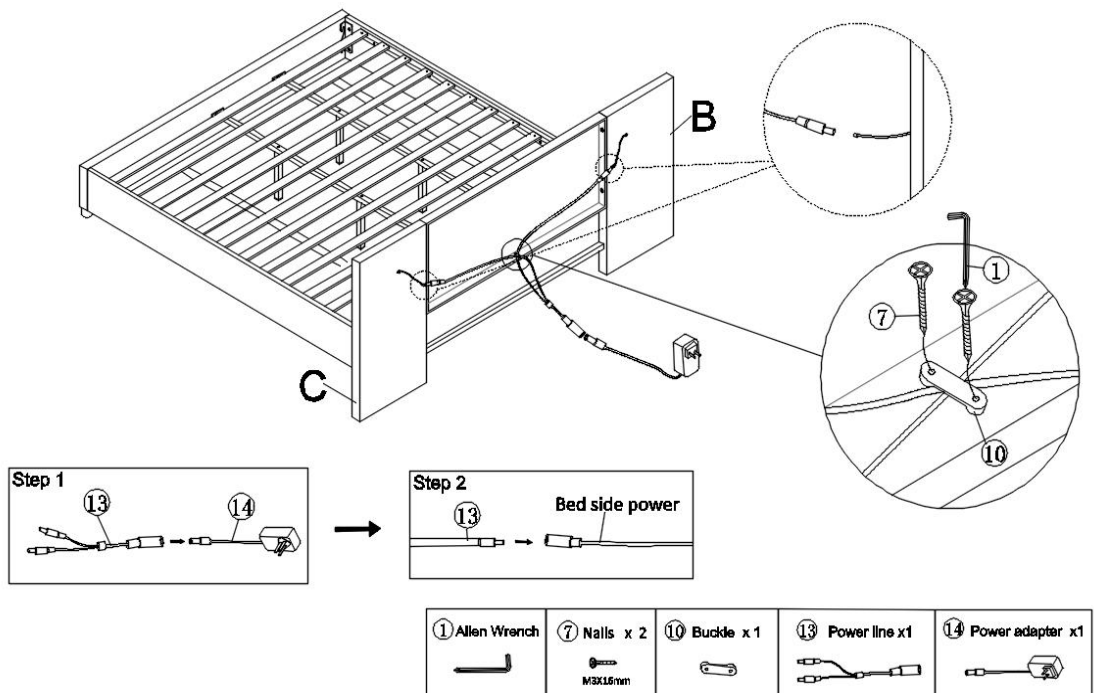 B
C
①
⑦
⑩
Step 1
⑬
⑭
Step 2
⑬
Bed side power
① Allen Wrench
⑦ Nails x 2
M3X16mm
⑩ Buckle x 1
⑬ Power line x1
⑭ Power adapter x1